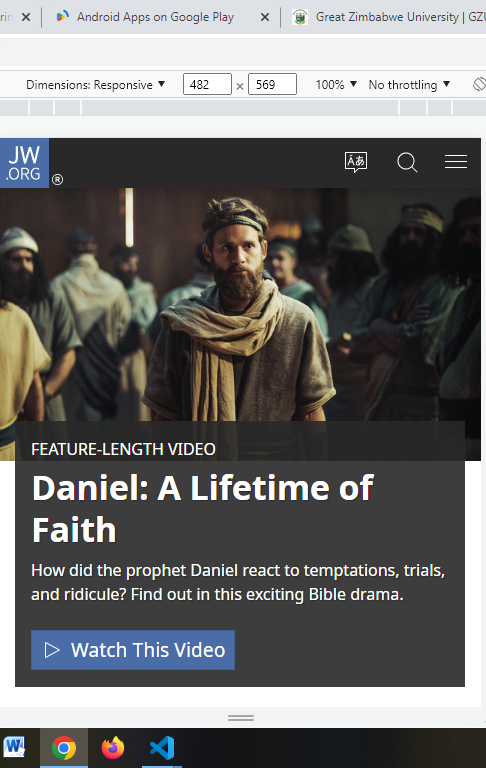 Android Apps on Google Play
Great Zimbabwe University | GZU
Dimensions: Responsive
482 × 569
100%
No throttling
JW
.ORG ®
FEATURE-LENGTH VIDEO
Daniel: A Lifetime of
Faith
How did the prophet Daniel react to temptations, trials,
and ridicule? Find out in this exciting Bible drama.
Watch This Video